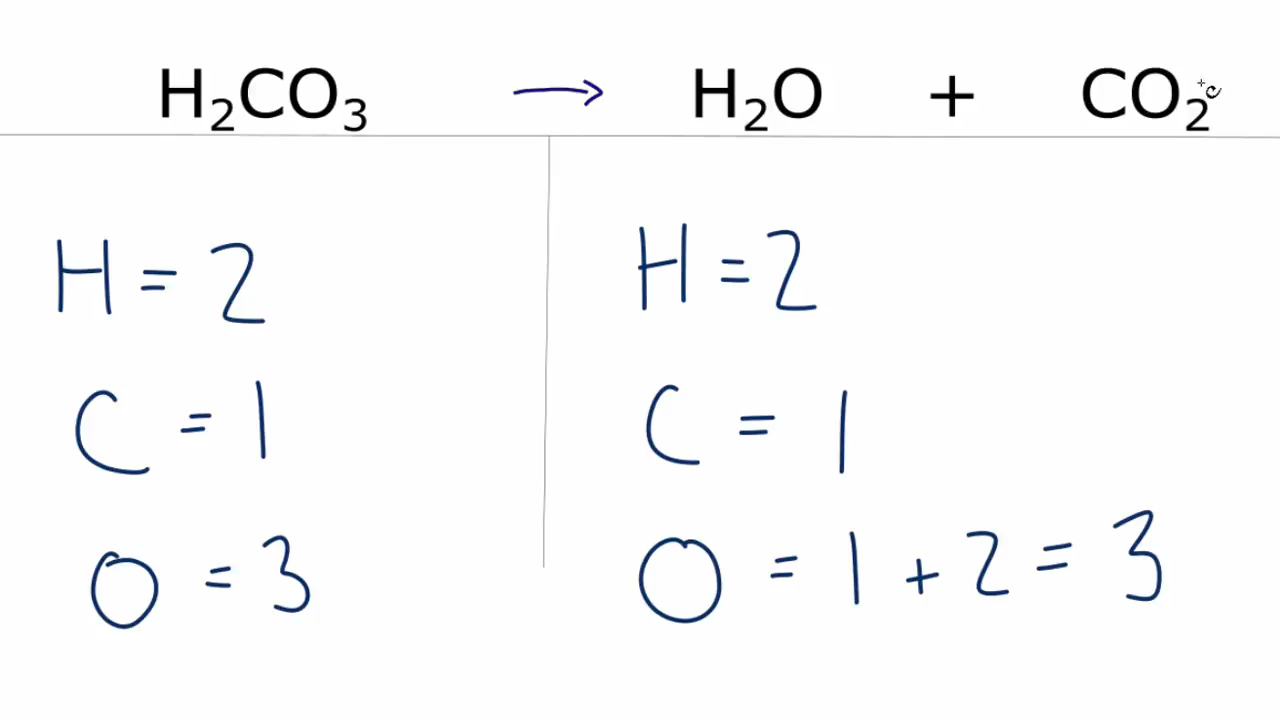 H₂CO₃ → H₂O + CO₂
H = 2 H = 2
C = 1 C = 1
O = 3 O = 1 + 2 = 3